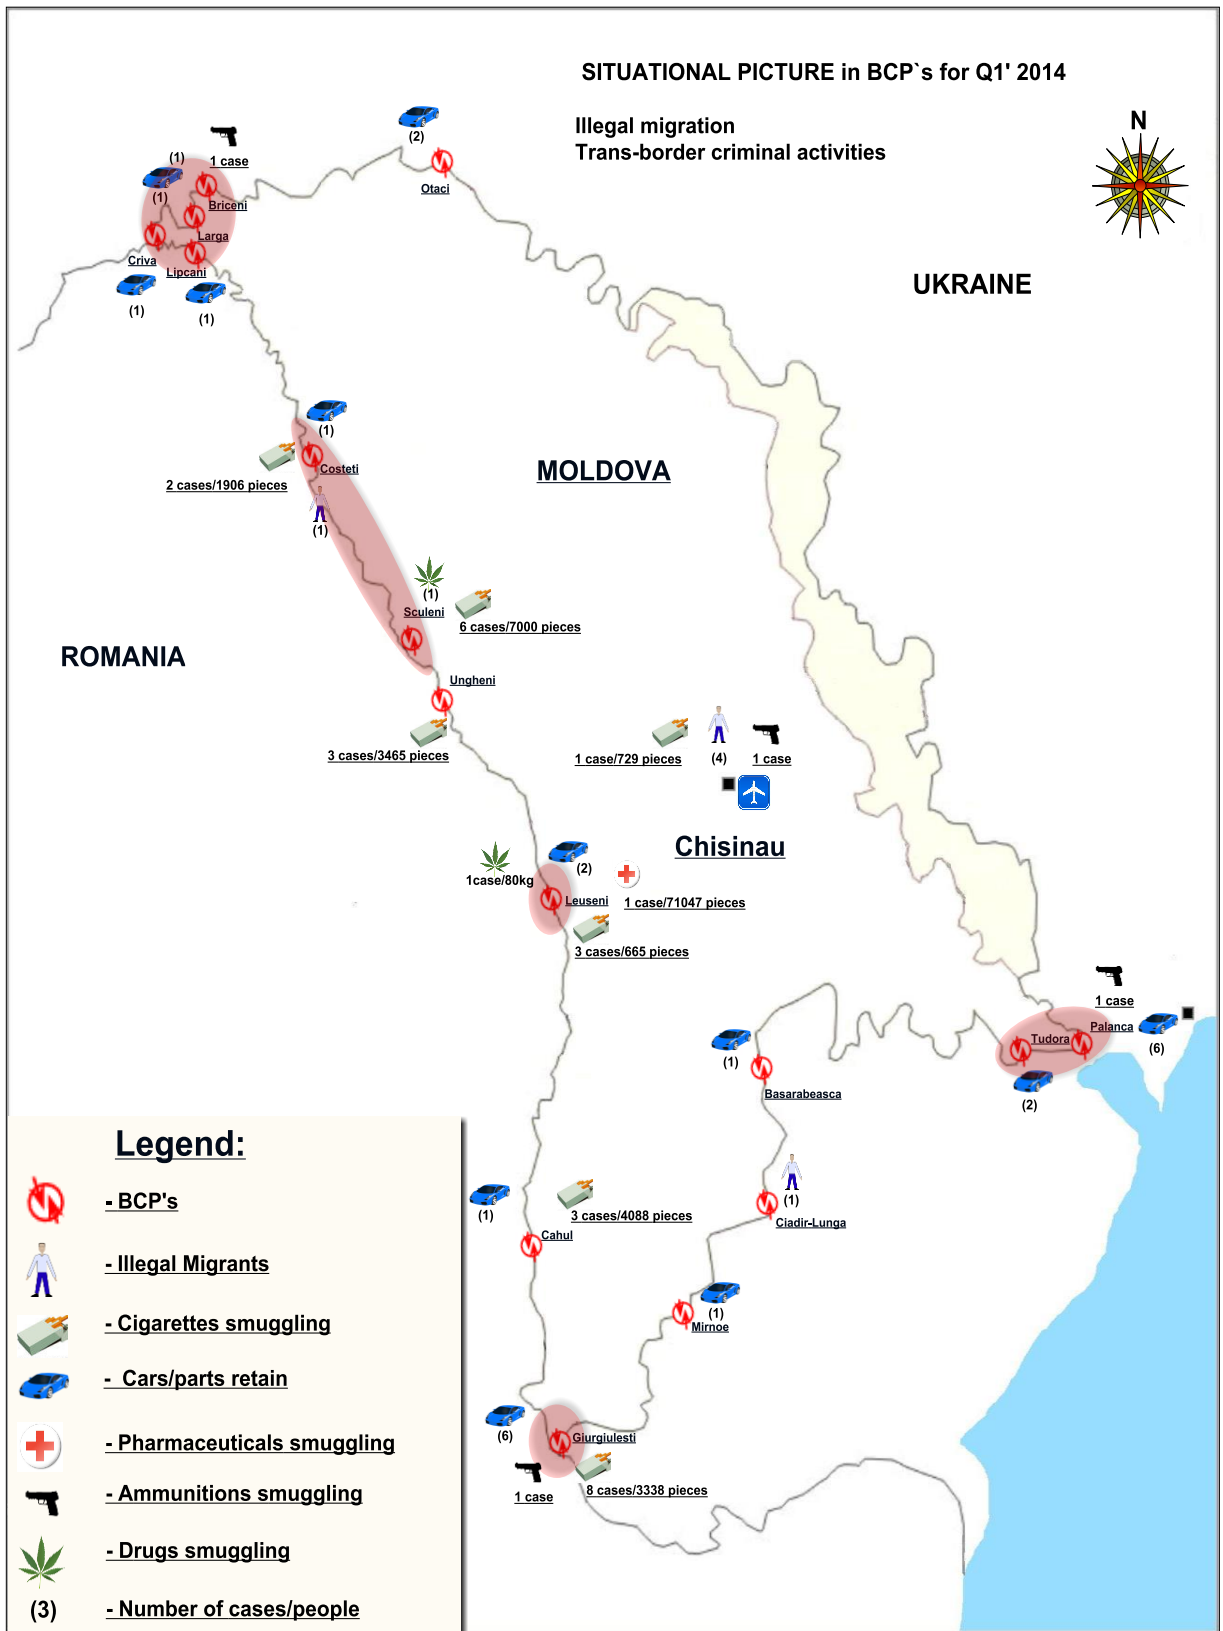 SITUATIONAL PICTURE in BCP`s for Q1' 2014
Illegal migration
Trans-border criminal activities
N
(2)
Otaci
(1)
1 case
(1)
Briceni
Larga
Criva
Lipcani
(1)
(1)
UKRAINE
(1)
Costeti
2 cases/1906 pieces
(1)
MOLDOVA
(1)
Sculeni
6 cases/7000 pieces
ROMANIA
Ungheni
3 cases/3465 pieces
1 case/729 pieces
(4)
1 case
Chisinau
(2)
1case/80kg
Leuseni
1 case/71047 pieces
3 cases/665 pieces
1 case
Palanca
Tudora
(6)
(2)
(1)
Basarabeasca
(1)
Ciadir-Lunga
(1)
3 cases/4088 pieces
Cahul
(1)
Mirnoe
(6)
Giurgiulesti
1 case
8 cases/3338 pieces
Legend:
- BCP's
- Illegal Migrants
- Cigarettes smuggling
- Cars/parts retain
- Pharmaceuticals smuggling
- Ammunitions smuggling
- Drugs smuggling
(3) - Number of cases/people